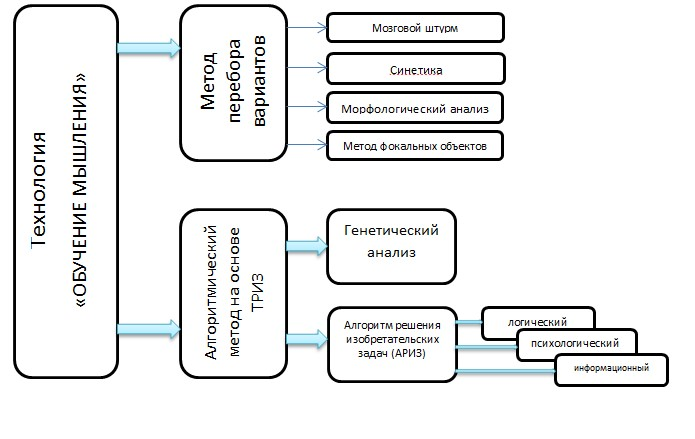 Технология
«ОБУЧЕНИЕ МЫШЛЕНИЯ»
Метод
перебора
вариантов
Мозговой штурм
Синетика
Морфологический анализ
Метод фокальных объектов
Алгоритмический
метод на основе
ТРИЗ
Генетический
анализ
Алгоритм решения
изобретательских
задач (АРИЗ)
логический
психологический
информационный